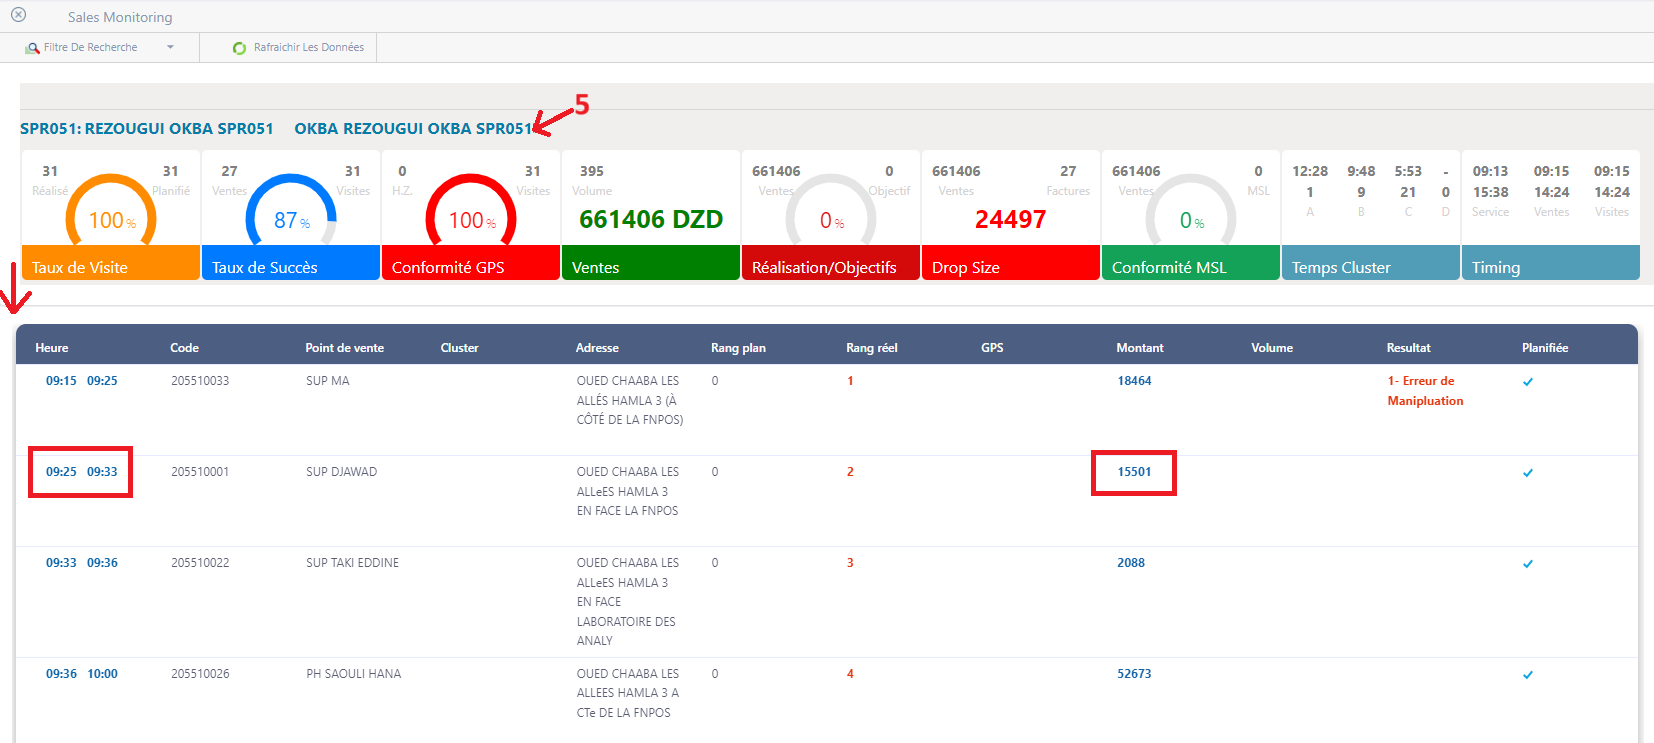 Sales Monitoring
Filtre De Recherche
Rafraichir Les Données
5
SPR051: REZOUGUI OKBA SPR051 OKBA REZOUGUI OKBA SPR051
31 31
Réalisé Planifié
100 %
Taux de Visite
27 31
Ventes Visites
87 %
Taux de Succès
0 31
H.Z. Visites
100 %
Conformité GPS
395
Volume
661406 DZD
Ventes
661406 0
Ventes Objectif
0 %
Réalisation/Objectifs
661406 27
Ventes Factures
24497
Drop Size
661406 0
Ventes MSL
0 %
Conformité MSL
12:28 9:48 5:53 -
1 9 21 0
A B C D
Temps Cluster
09:13 09:15 09:15
15:38 14:24 14:24
Service Ventes Visites
Timing
Heure Code Point de vente Cluster Adresse Rang plan Rang réel GPS Montant Volume Resultat Planifiée
09:15 09:25 205510033 SUP MA OUED CHAABA LES 0 1 18464 1- Erreur de
ALLÉS HAMLA 3 (À Manipluation
CÔTÉ DE LA FNPOS)
09:25 09:33 205510001 SUP DJAWAD OUED CHAABA LES 0 2 15501
ALLeES HAMLA 3
EN FACE LA FNPOS
09:33 09:36 205510022 SUP TAKI EDDINE OUED CHAABA LES 0 3 2088
ALLeES HAMLA 3
EN FACE
LABORATOIRE DES
ANALY
09:36 10:00 205510026 PH SAOULI HANA OUED CHAABA LES 0 4 52673
ALLEES HAMLA 3 A
CTe DE LA FNPOS